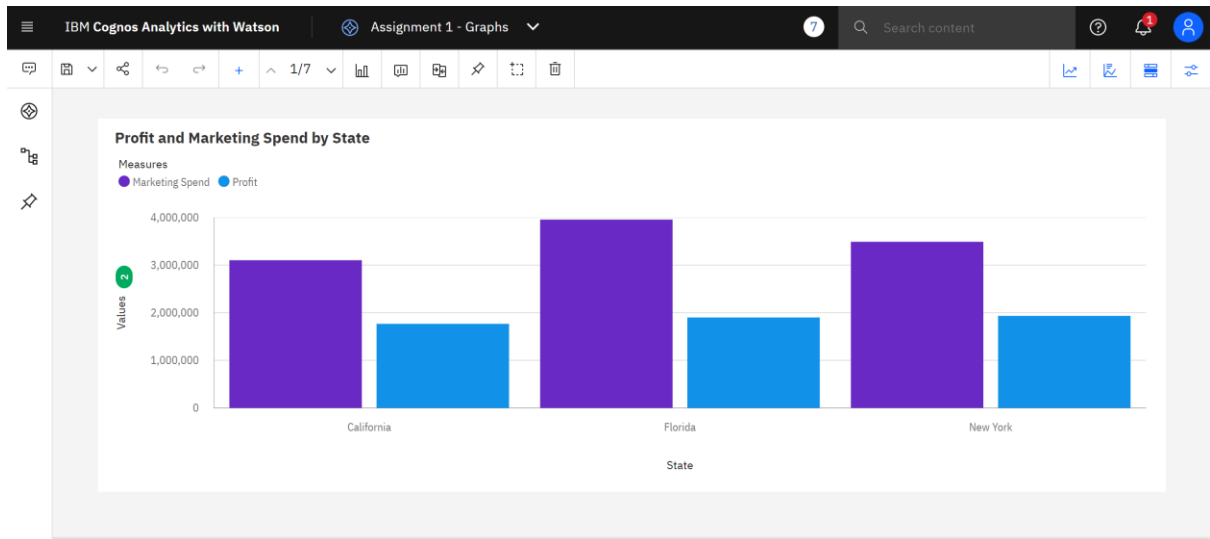 IBM Cognos Analytics with Watson
Assignment 1 - Graphs
7
Search content
1
1/7
Profit and Marketing Spend by State
Measures
Marketing Spend
Profit
4,000,000
3,000,000
2,000,000
1,000,000
0
Values 2
California
Florida
New York
State